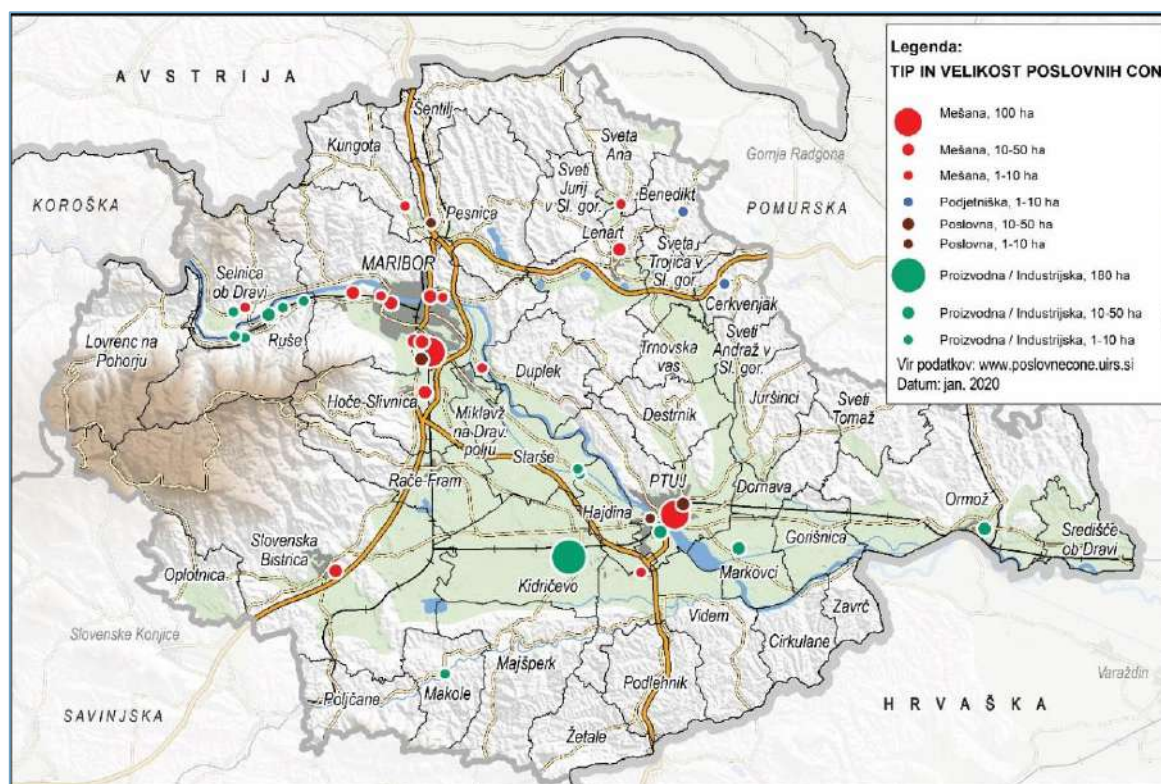 AVSTRIJA
Legenda:
TIP IN VELIKOST POSLOVNIH CON
Mešana, 100 ha
Mešana, 10-50 ha
Mešana, 1-10 ha
Podjetniška, 1-10 ha
Poslovna, 10-50 ha
Poslovna, 1-10 ha
Proizvodna / Industrijska, 180 ha
Proizvodna / Industrijska, 10-50 ha
Proizvodna / Industrijska, 1-10 ha
Vir podatkov: www.poslovnecone.uirs.si
Datum: jan. 2020
Šentilj
Kungota
Sveta
Ana
Gornja Radgona
Sveti
Jurij
v Sl. gor.
Benedikt
KOROŠKA
POMURSKA
Pesnica
Lenart
Sveta
Trojica v
Sl. gor.
MARIBOR
Selnica
ob Dravi
Cerkvenjak
Lovrenc na
Pohorju
Ruše
Trnovska
vas
Sveti
Andraž v
Sl. gor.
Duplek
Hoče-Slivnica
Miklavž
na Drav.
polju
Destrnik
Juršinci
Sveti
Tomaž
Starše
Rače-Fram
PTUJ
Dornava
Ormož
Hajdina
Gorišnica
Središče
ob Dravi
Slovenska
Bistrica
Oplotnica
Kidričevo
Markovci
Zavrč
Videm
Cirkulane
Slovenske Konjice
Majšperk
Varaždin
Poljčane
Makole
Podlehnik
SAVINJSKA
HRVAŠKA
Žetale